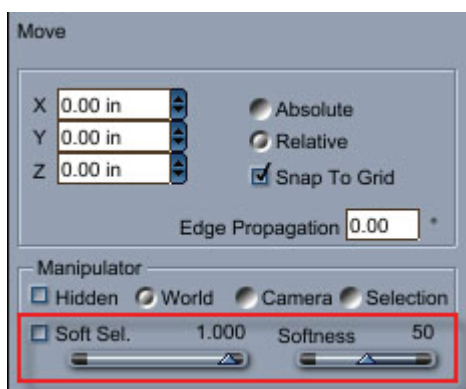 Move
X 0.00 in Absolute
Y 0.00 in Relative
Z 0.00 in Snap To Grid
Edge Propagation 0.00 °
Manipulator
Hidden World Camera Selection
Soft Sel. 1.000 Softness 50